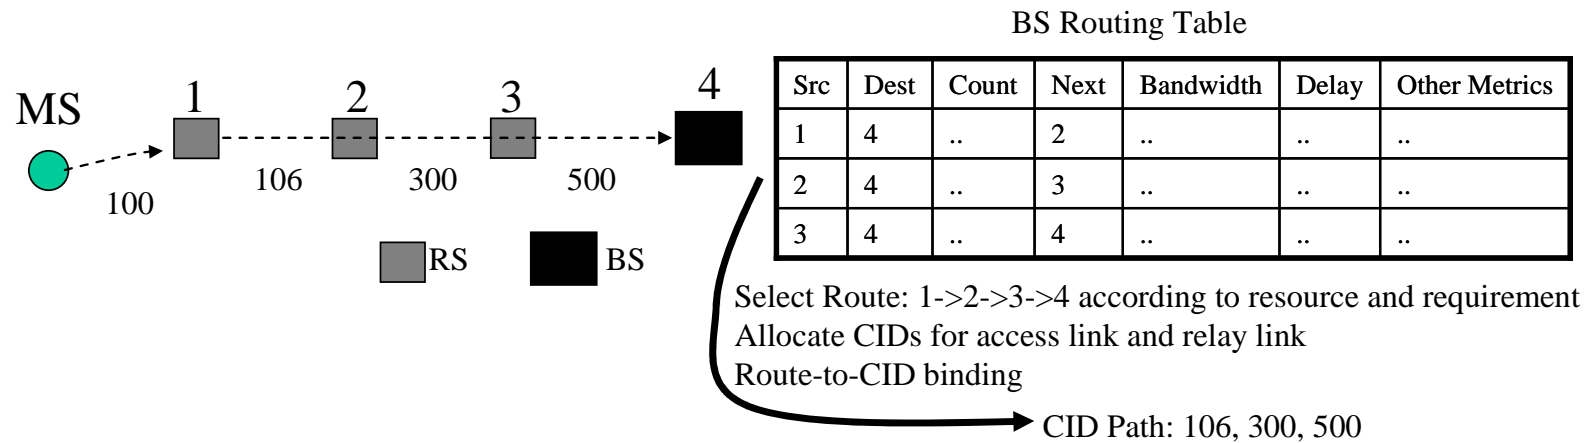 BS Routing Table
MS
1
2
3
4
100
106
300
500
RS
BS
Src Dest Count Next Bandwidth Delay Other Metrics
1 4 .. 2 .. .. ..
2 4 .. 3 .. .. ..
3 4 .. 4 .. .. ..
Select Route: 1->2->3->4 according to resource and requirement
Allocate CIDs for access link and relay link
Route-to-CID binding
CID Path: 106, 300, 500